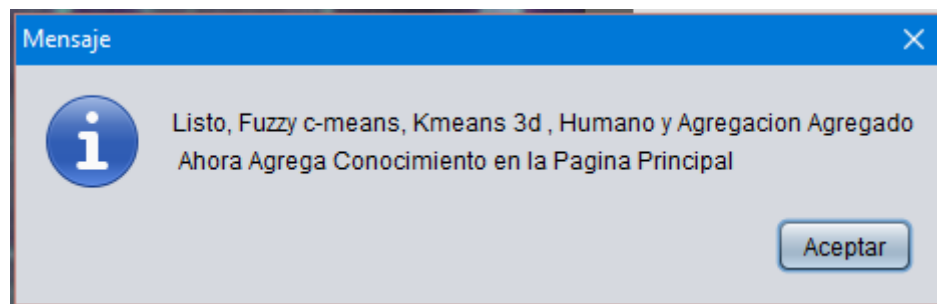 Mensaje
Listo, Fuzzy c-means, Kmeans 3d , Humano y Agregacion Agregado
Ahora Agrega Conocimiento en la Pagina Principal
Aceptar